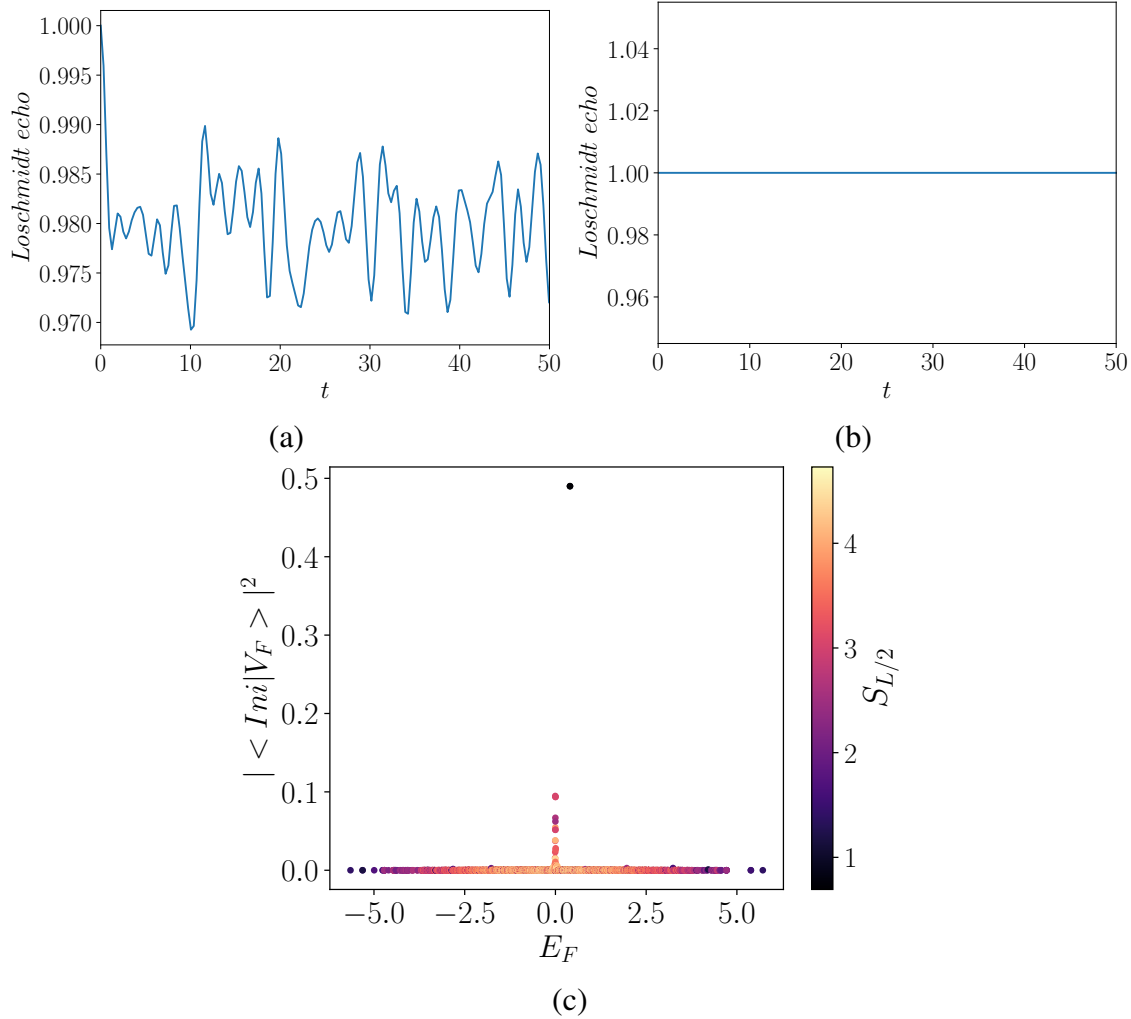 1.000
0.995
0.990
0.985
0.980
0.975
0.970
Loschmidt echo
0 10 20 30 40 50
t
(a)
1.04
1.02
1.00
0.98
0.96
Loschmidt echo
0 10 20 30 40 50
t
(b)
0.5
0.4
0.3
0.2
0.1
0.0
| < Ini|V_F > |^2
−5.0 −2.5 0.0 2.5 5.0
E_F
4
3
2
1
S_{L/2}
(c)